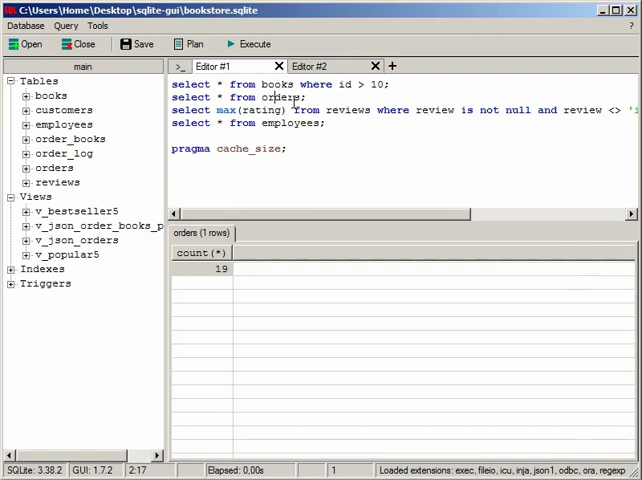 C:\Users\Home\Desktop\sqlite-gui\bookstore.sqlite
Database Query Tools Help
Open Close Save Plan Execute
main
Tables
books
customers
employees
order_books
order_log
orders
reviews
Views
v_bestseller5
v_json_order_books_p
v_json_orders
v_popular5
Indexes
Triggers
>_ Editor #1 Editor #2
select * from books where id > 10;
select * from orders;
select max(rating) from reviews where review is not null and review <>
select * from employees;
pragma cache_size;
orders (1 rows)
count(*)
19
SQLite: 3.38.2 GUI: 1.7.2 2:17 Elapsed: 0,00s 1 Loaded extensions: exec, fileio, icu, inja, json1, odbc, ora, regexp